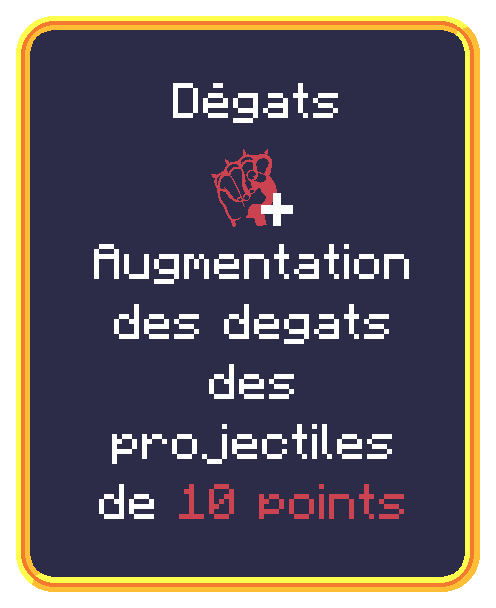 Dégats
Augmentation
des degats
des
projectiles
de 10 points